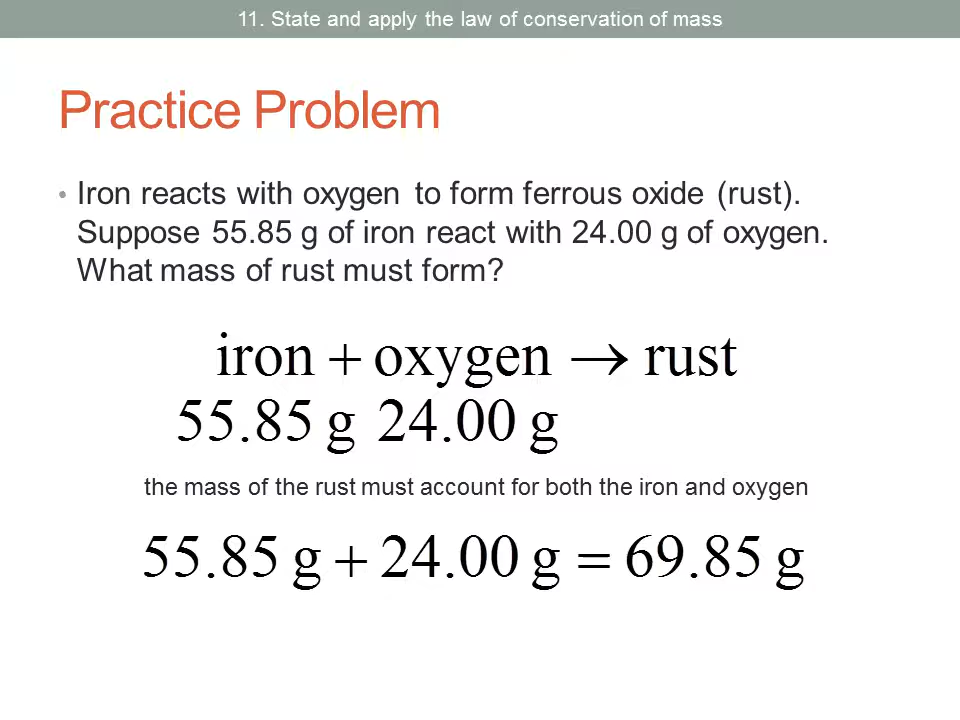 11. State and apply the law of conservation of mass
Practice Problem
• Iron reacts with oxygen to form ferrous oxide (rust).
Suppose 55.85 g of iron react with 24.00 g of oxygen.
What mass of rust must form?
iron + oxygen → rust
55.85 g 24.00 g
the mass of the rust must account for both the iron and oxygen
55.85 g + 24.00 g = 69.85 g